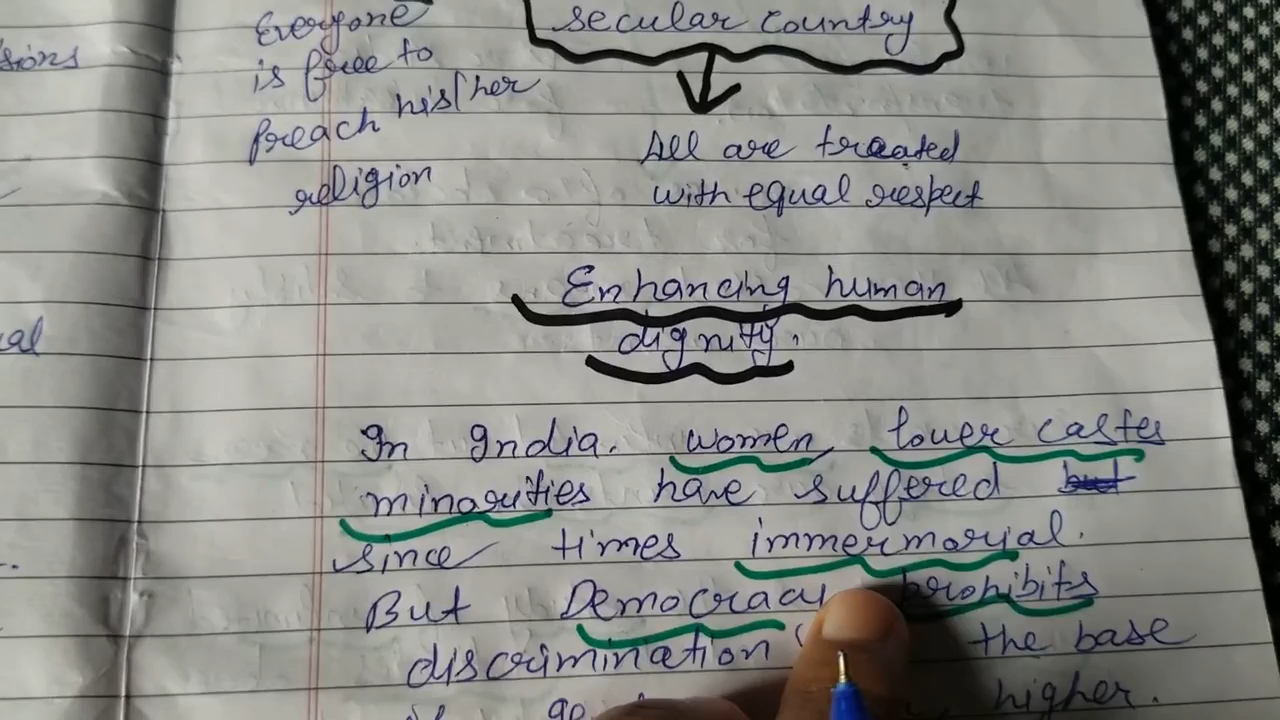 sions
Everyone
is free to
preach his/her
religion
secular country
All are treated
with equal respect
al
Enhancing human
dignity.
In India. women, lower castes
minorities have suffered
since times immermorial.
But Democracy prohibits
discrimination the base
higher.